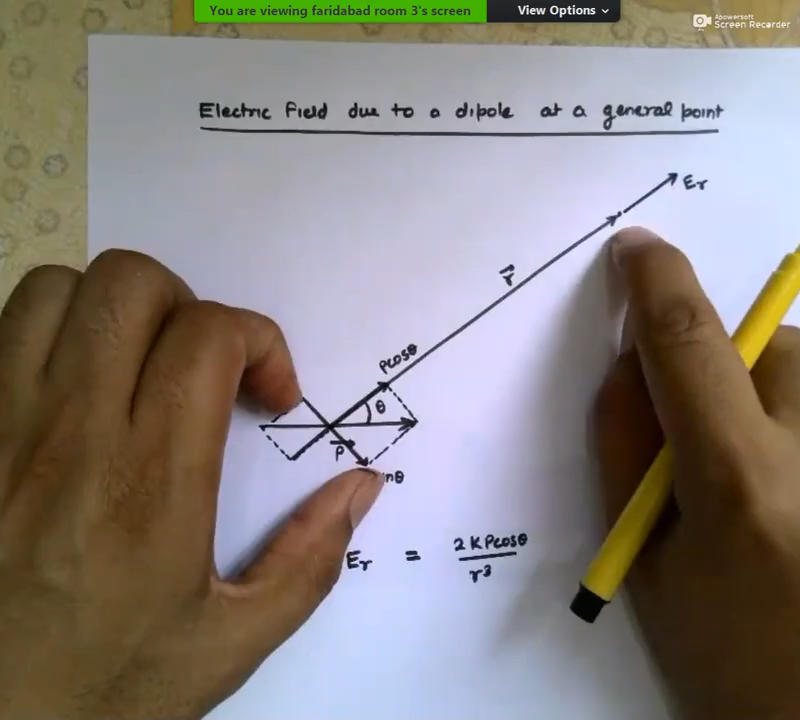 You are viewing faridabad room 3's screen
View Options
Apowersoft
Screen Recorder
Electric field due to a dipole at a general point
Er
r
pcosθ
θ
P
inθ
Er = 2KPcosθ
r³